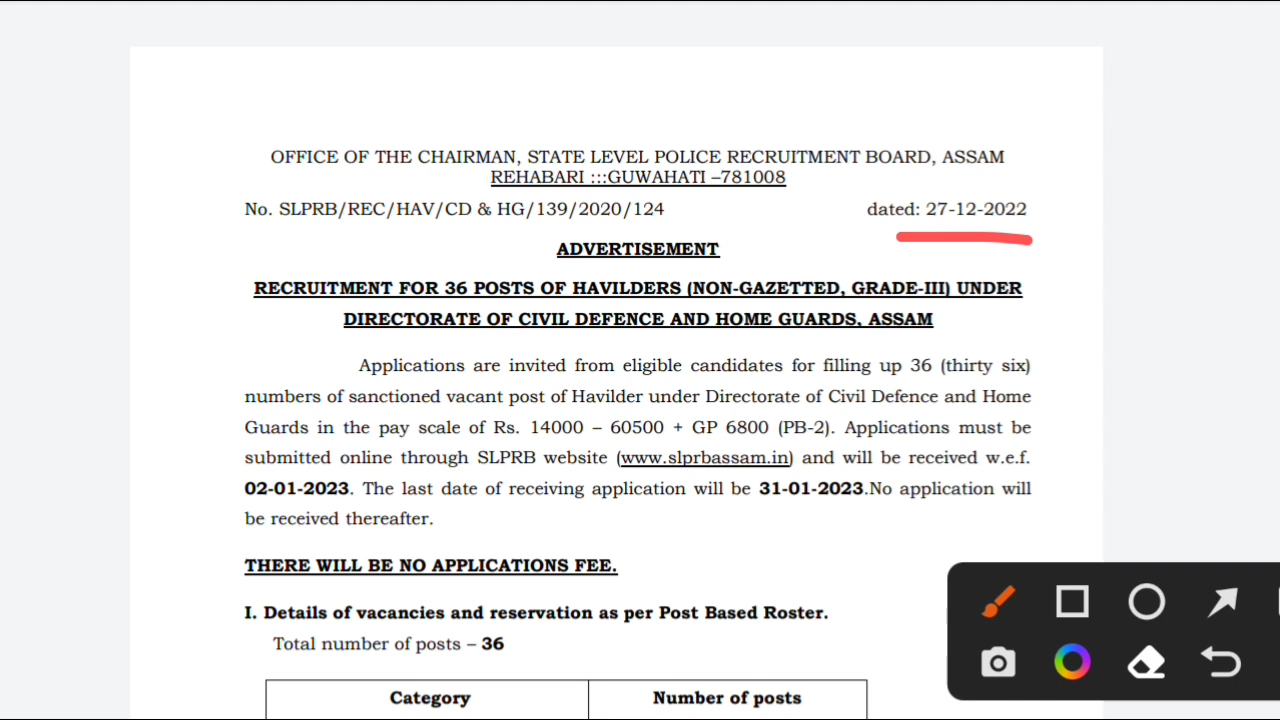 OFFICE OF THE CHAIRMAN, STATE LEVEL POLICE RECRUITMENT BOARD, ASSAM
REHABARI :::GUWAHATI –781008
No. SLPRB/REC/HAV/CD & HG/139/2020/124 dated: 27-12-2022
ADVERTISEMENT
RECRUITMENT FOR 36 POSTS OF HAVILDERS (NON-GAZETTED, GRADE-III) UNDER
DIRECTORATE OF CIVIL DEFENCE AND HOME GUARDS, ASSAM
Applications are invited from eligible candidates for filling up 36 (thirty six)
numbers of sanctioned vacant post of Havilder under Directorate of Civil Defence and Home
Guards in the pay scale of Rs. 14000 – 60500 + GP 6800 (PB-2). Applications must be
submitted online through SLPRB website (www.slprbassam.in) and will be received w.e.f.
02-01-2023. The last date of receiving application will be 31-01-2023.No application will
be received thereafter.
THERE WILL BE NO APPLICATIONS FEE.
I. Details of vacancies and reservation as per Post Based Roster.
Total number of posts – 36
Category Number of posts